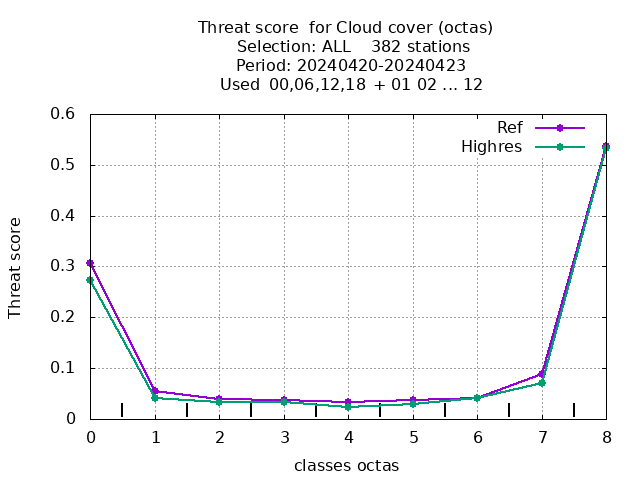 Threat score  for Cloud cover (octas)
Selection: ALL    382 stations
Period: 20240420-20240423
Used  00,06,12,18  + 01 02 ... 12
Ref
Highres
0.6
0.5
0.4
0.3
0.2
0.1
0
Threat score
0 1 2 3 4 5 6 7 8
classes octas